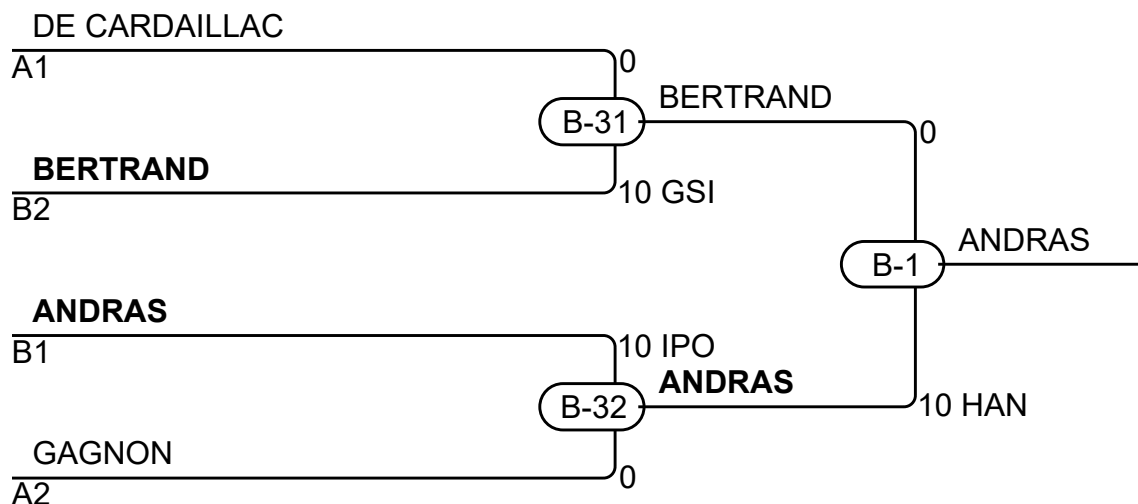 DE CARDAILLAC
A1
0
B-31
BERTRAND
0
BERTRAND
B2
10 GSI
B-1
ANDRAS
ANDRAS
B1
10 IPO
B-32
ANDRAS
10 HAN
GAGNON
A2
0